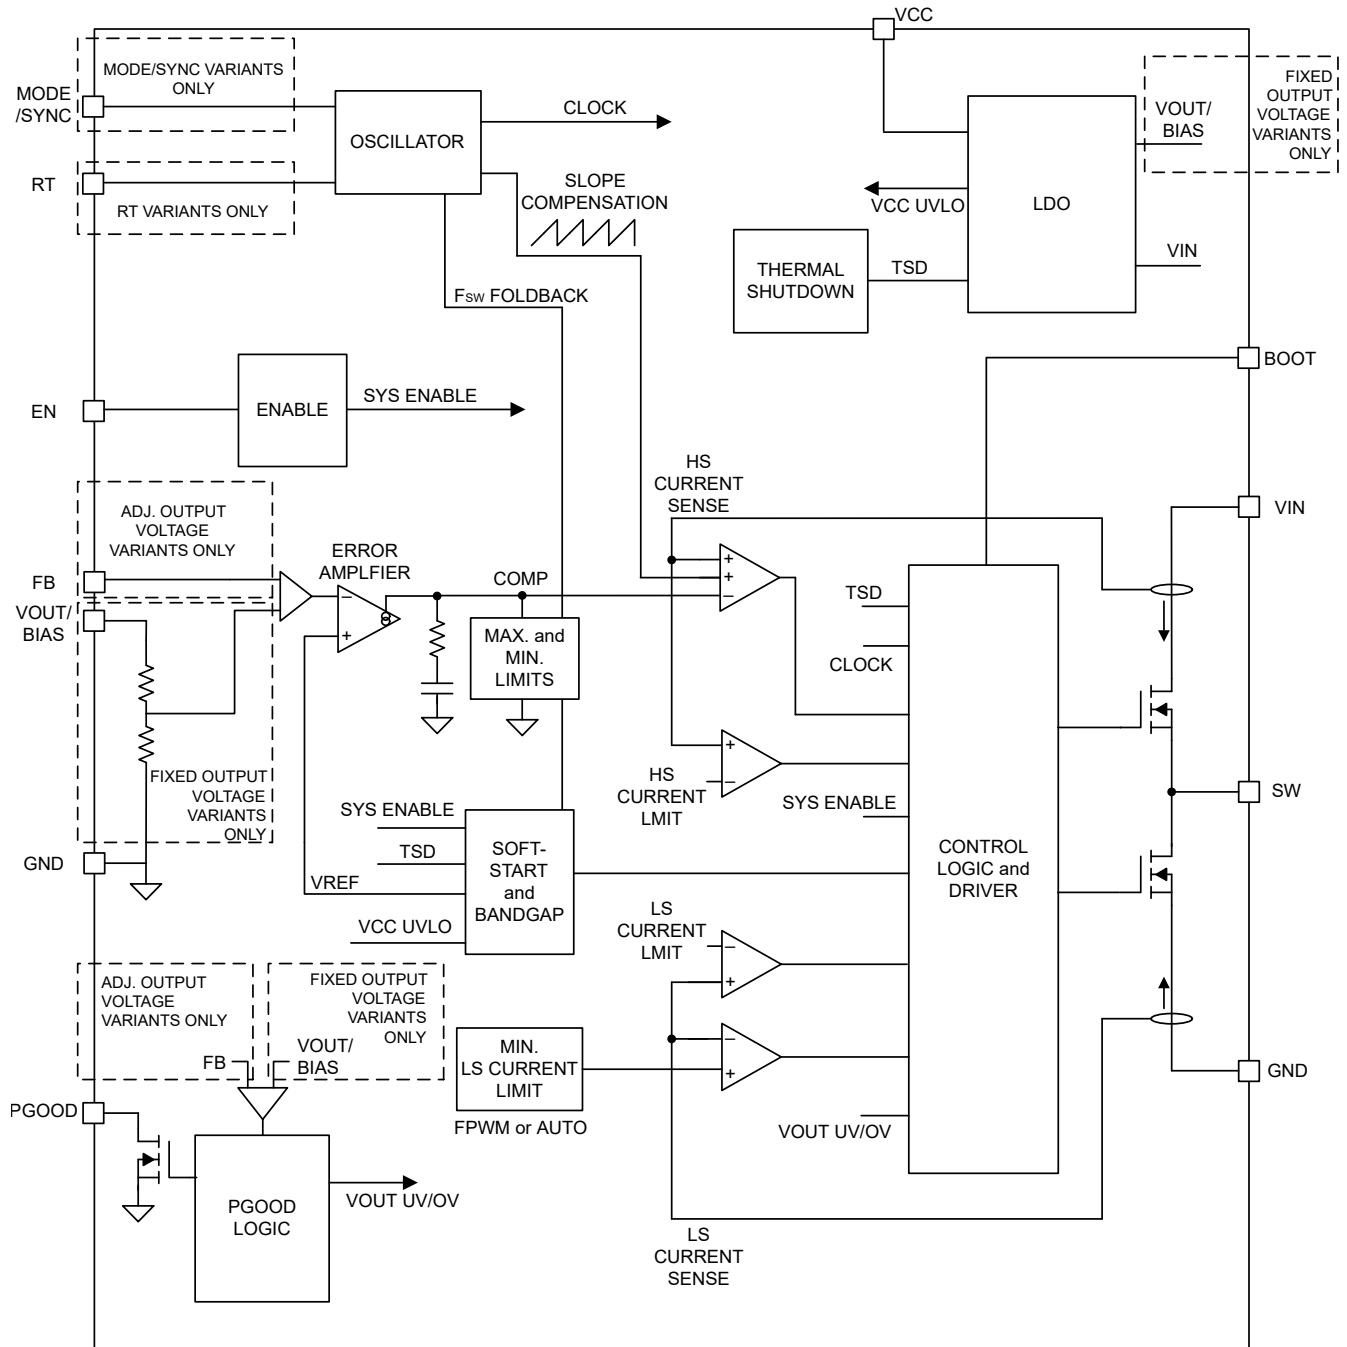 VCC
MODE/SYNC VARIANTS
ONLY
MODE
/SYNC
OSCILLATOR
CLOCK
RT
RT VARIANTS ONLY
SLOPE
COMPENSATION
FSW FOLDBACK
FIXED
OUTPUT
VOLTAGE
VARIANTS
ONLY
VOUT/
BIAS
LDO
VCC UVLO
THERMAL
SHUTDOWN
TSD
VIN
BOOT
EN
ENABLE
SYS ENABLE
HS
CURRENT
SENSE
VIN
ADJ. OUTPUT
VOLTAGE
VARIANTS ONLY
FB
VOUT/
BIAS
ERROR
AMPLFIER
−
+
COMP
MAX. and
MIN.
LIMITS
+
+
−
TSD
CLOCK
FIXED OUTPUT
VOLTAGE
VARIANTS
ONLY
+
−
HS
CURRENT
LMIT
SYS ENABLE
SW
GND
SYS ENABLE
TSD
VREF
VCC UVLO
SOFT-
START
and
BANDGAP
CONTROL
LOGIC and
DRIVER
LS
CURRENT
LMIT
−
+
ADJ. OUTPUT
VOLTAGE
VARIANTS ONLY
FB
FIXED OUTPUT
VOLTAGE
VARIANTS
ONLY
VOUT/
BIAS
MIN.
LS CURRENT
LIMIT
FPWM or AUTO
−
+
GND
PGOOD
VOUT UV/OV
PGOOD
LOGIC
VOUT UV/OV
LS
CURRENT
SENSE